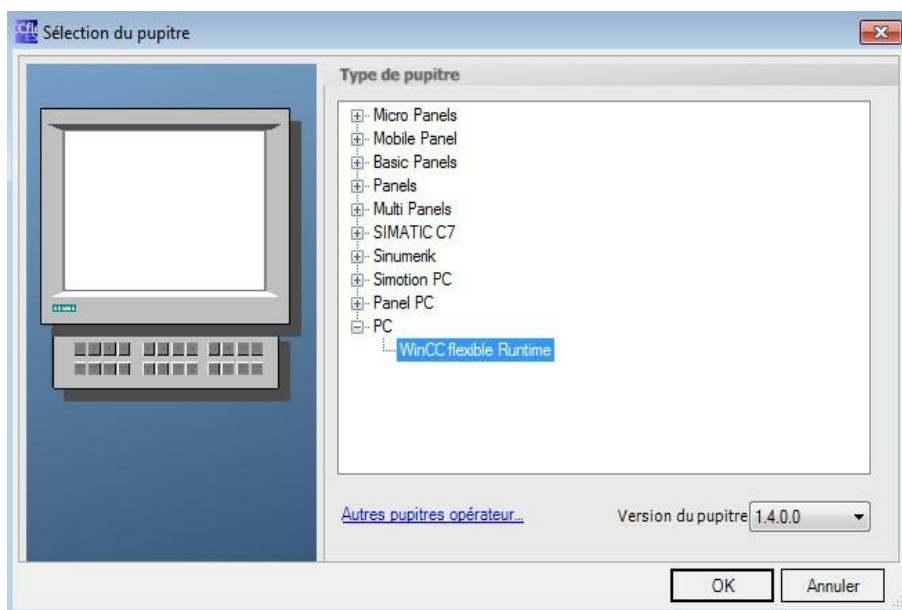 Sélection du pupitre
Type de pupitre
Micro Panels
Mobile Panel
Basic Panels
Panels
Multi Panels
SIMATIC C7
Sinumerik
Simotion PC
Panel PC
PC
WinCC flexible Runtime
Autres pupitres opérateur...
Version du pupitre 1.4.0.0
OK Annuler